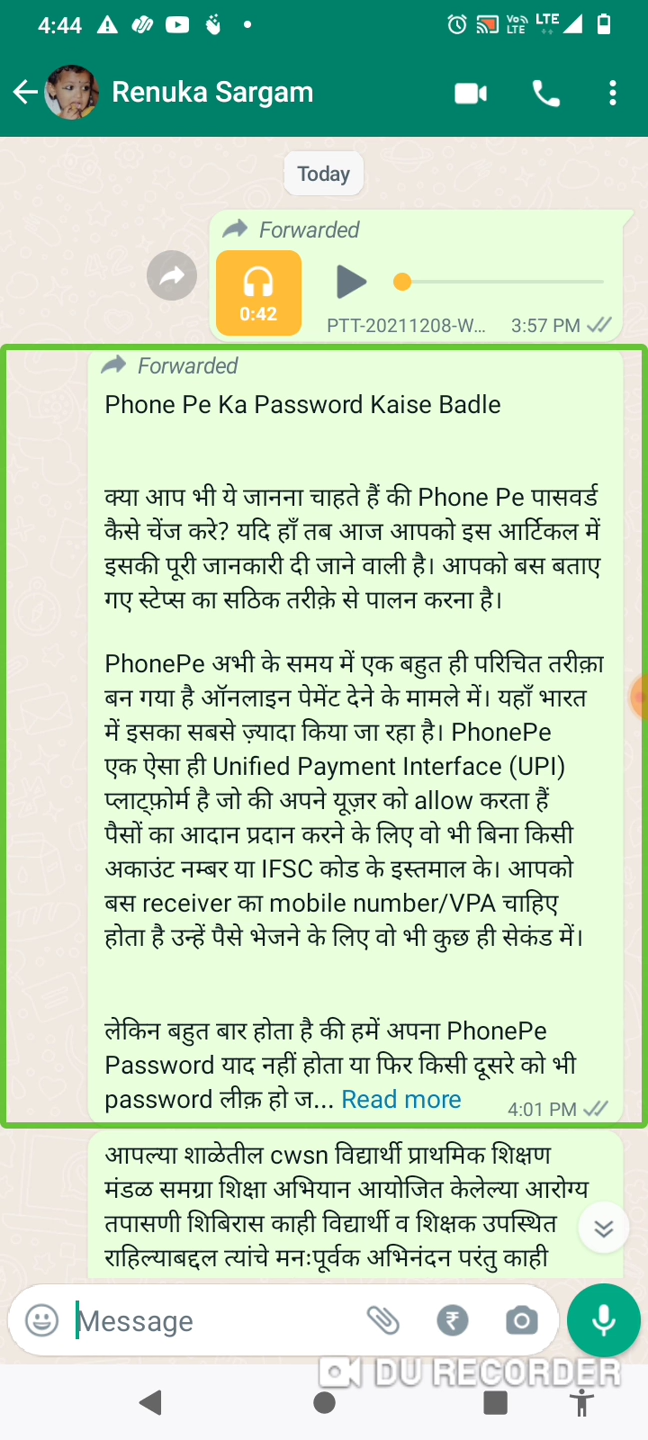 4:44
Vo))
LTE
LTE
Renuka Sargam
Today
Forwarded
0:42
PTT-20211208-W...
3:57 PM
Forwarded
Phone Pe Ka Password Kaise Badle
क्या आप भी ये जानना चाहते हैं की Phone Pe पासवर्ड
कैसे चेंज करे? यदि हाँ तब आज आपको इस आर्टिकल में
इसकी पूरी जानकारी दी जाने वाली है। आपको बस बताए
गए स्टेप्स का सठिक तरीक़े से पालन करना है।
PhonePe अभी के समय में एक बहुत ही परिचित तरीक़ा
बन गया है ऑनलाइन पेमेंट देने के मामले में। यहाँ भारत
में इसका सबसे ज़्यादा किया जा रहा है। PhonePe
एक ऐसा ही Unified Payment Interface (UPI)
प्लाट्फ़ोर्म है जो की अपने यूज़र को allow करता हैं
पैसों का आदान प्रदान करने के लिए वो भी बिना किसी
अकाउंट नम्बर या IFSC कोड के इस्तमाल के। आपको
बस receiver का mobile number/VPA चाहिए
होता है उन्हें पैसे भेजने के लिए वो भी कुछ ही सेकंड में।
लेकिन बहुत बार होता है की हमें अपना PhonePe
Password याद नहीं होता या फिर किसी दूसरे को भी
password लीक़ हो ज... Read more
4:01 PM
आपल्या शाळेतील cwsn विद्यार्थी प्राथमिक शिक्षण
मंडळ समग्रा शिक्षा अभियान आयोजित केलेल्या आरोग्य
तपासणी शिबिरास काही विद्यार्थी व शिक्षक उपस्थित
राहिल्याबद्दल त्यांचे मनःपूर्वक अभिनंदन परंतु काही
Message
DU RECORDER